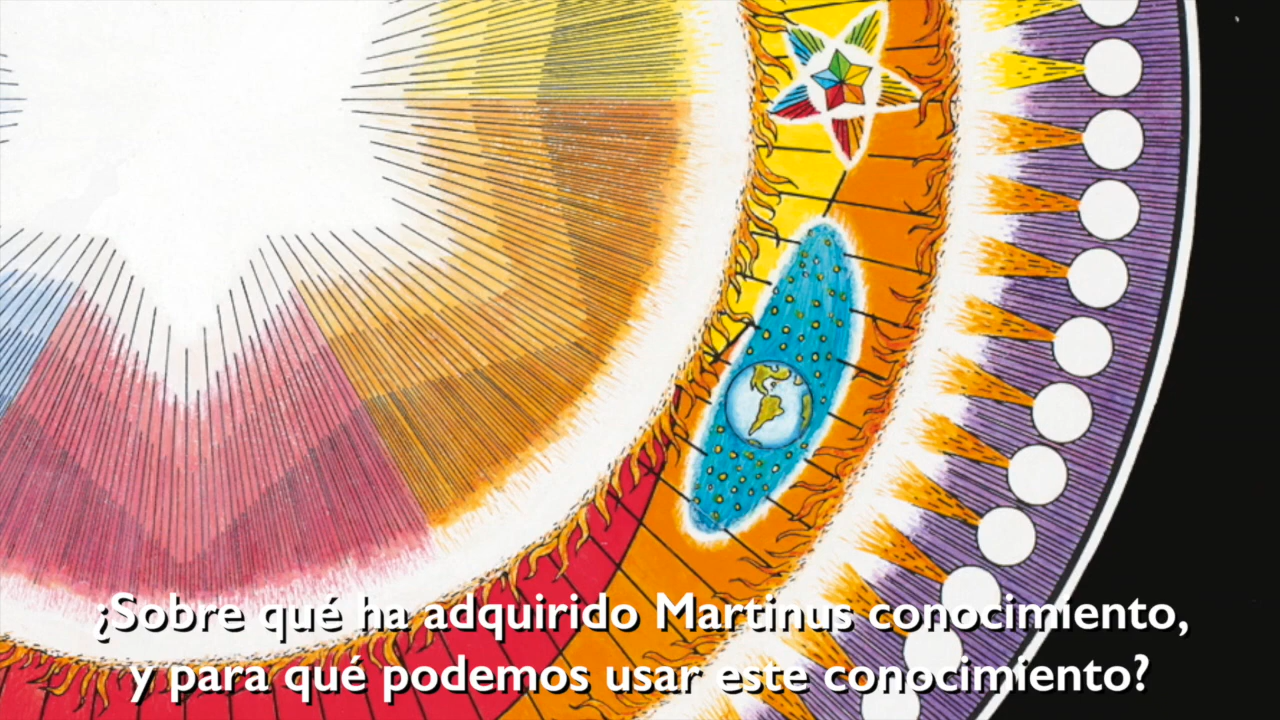 ¿Sobre qué ha adquirido Martinus conocimiento,
y para qué podemos usar este conocimiento?